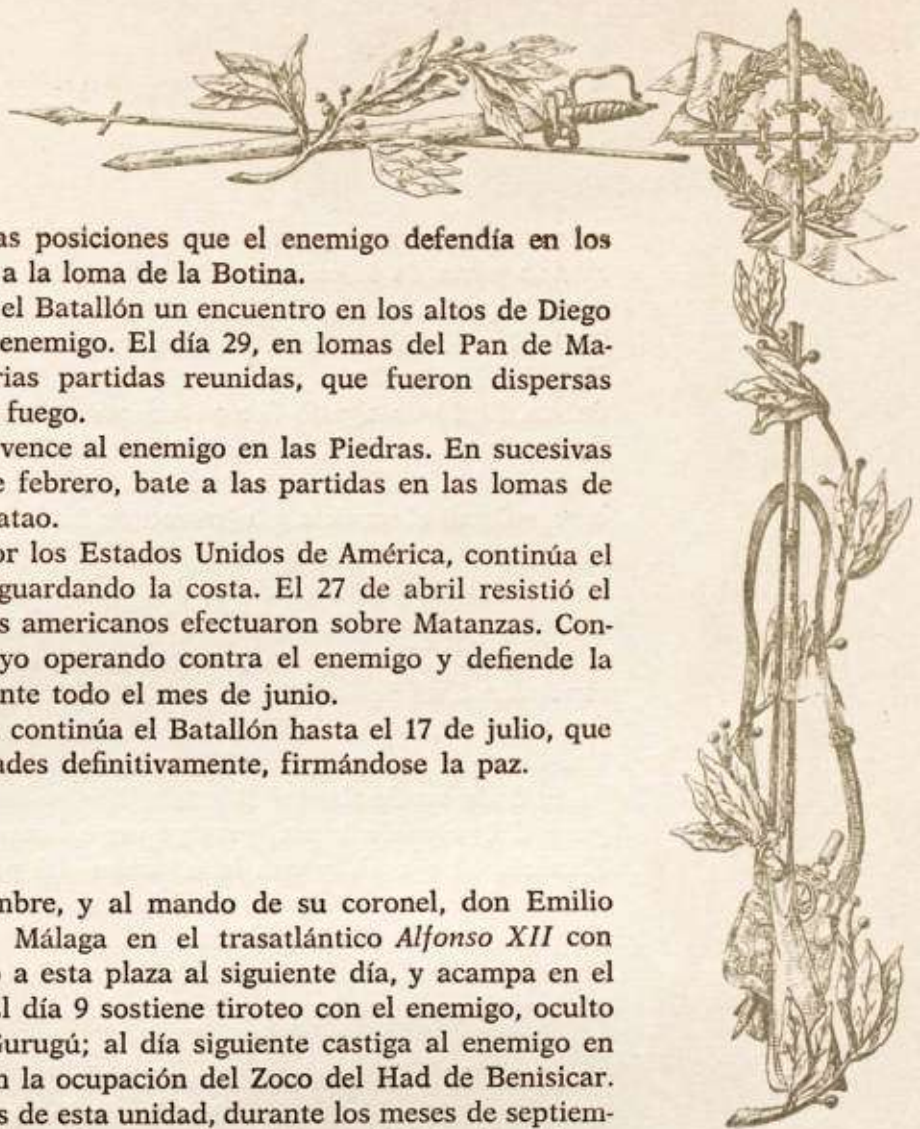 as posiciones que el enemigo defendía en los
a la loma de la Botina.
el Batallón un encuentro en los altos de Diego
enemigo. El día 29, en lomas del Pan de Ma-
rias partidas reunidas, que fueron dispersas
fuego.
vence al enemigo en las Piedras. En sucesivas
e febrero, bate a las partidas en las lomas de
atao.
or los Estados Unidos de América, continúa el
guardando la costa. El 27 de abril resistió el
s americanos efectuaron sobre Matanzas. Con-
yo operando contra el enemigo y defiende la
nte todo el mes de junio.
continúa el Batallón hasta el 17 de julio, que
ades definitivamente, firmándose la paz.
mbre, y al mando de su coronel, don Emilio
Málaga en el trasatlántico Alfonso XII con
o a esta plaza al siguiente día, y acampa en el
l día 9 sostiene tiroteo con el enemigo, oculto
Gurugú; al día siguiente castiga al enemigo en
n la ocupación del Zoco del Had de Benisicar.
s de esta unidad, durante los meses de septiem-